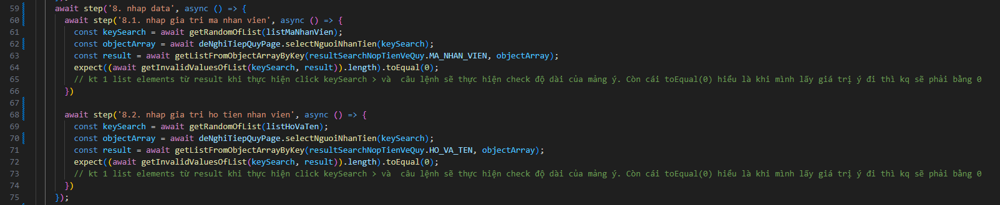 59 await step('8. nhap data', async () => {
60 await step('8.1. nhap gia tri ma nhan vien', async () => {
61 const keySearch = await getRandomOfList(listMaNhanVien);
62 const objectArray = await deNghiTiepQuyPage.selectNguoiNhanTien(keySearch);
63 const result = await getListFromObjectArrayByKey(resultSearchNopTienVeQuy.MA_NHAN_VIEN, objectArray);
64 expect((await getInvalidValuesOfList(keySearch, result)).length).toEqual(0);
65 // kt 1 list elements từ result khi thực hiện click keySearch > và  câu lệnh sẽ thực hiện check độ dài của mảng ý. Còn cái toEqual(0) hiểu là khi mình lấy giá trị ý đi thì kq sẽ phải bằng 0
66 })
67
68 await step('8.2. nhap gia tri ho tien nhan vien', async () => {
69 const keySearch = await getRandomOfList(listHoVaTen);
70 const objectArray = await deNghiTiepQuyPage.selectNguoiNhanTien(keySearch);
71 const result = await getListFromObjectArrayByKey(resultSearchNopTienVeQuy.HO_VA_TEN, objectArray);
72 expect((await getInvalidValuesOfList(keySearch, result)).length).toEqual(0);
73 // kt 1 list elements từ result khi thực hiện click keySearch > và  câu lệnh sẽ thực hiện check độ dài của mảng ý. Còn cái toEqual(0) hiểu là khi mình lấy giá trị ý đi thì kq sẽ phải bằng 0
74 })
75 });